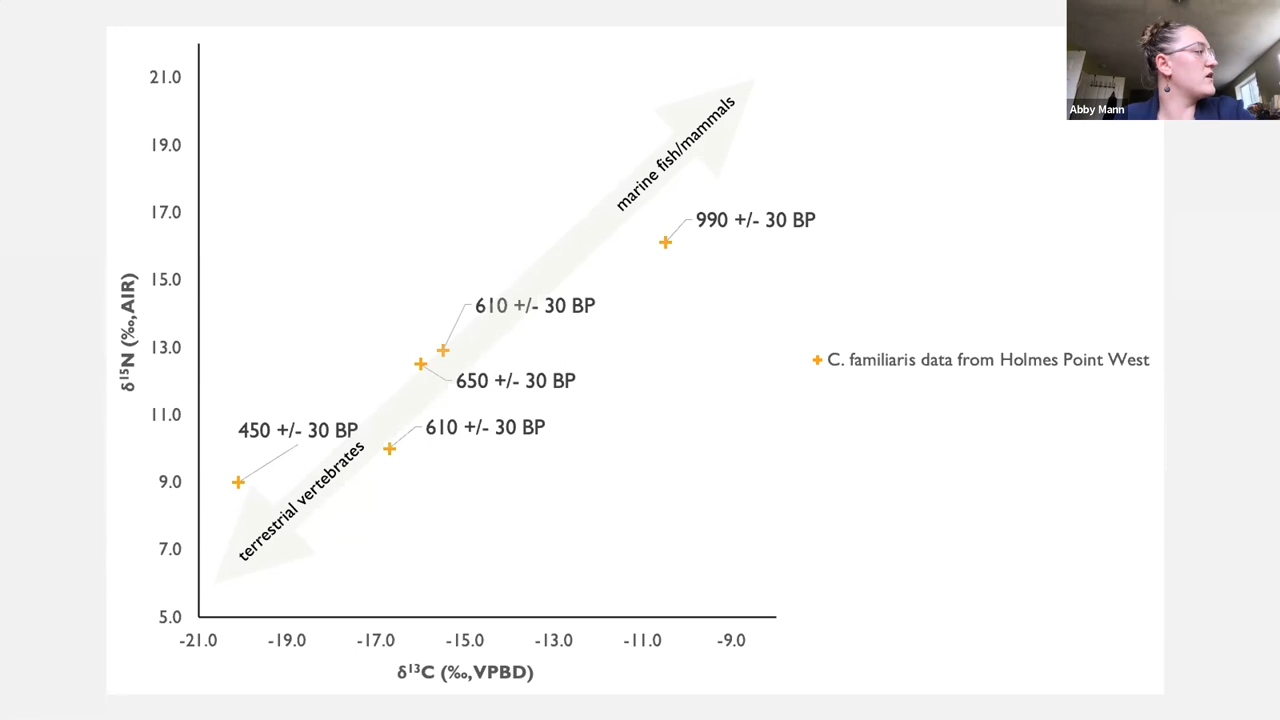 Abby Mann
21.0
19.0
17.0
15.0
13.0
11.0
9.0
7.0
5.0
δ¹⁵N (‰, AIR)
marine fish/mammals
990 +/- 30 BP
610 +/- 30 BP
650 +/- 30 BP
610 +/- 30 BP
450 +/- 30 BP
terrestrial vertebrates
C. familiaris data from Holmes Point West
-21.0 -19.0 -17.0 -15.0 -13.0 -11.0 -9.0
δ¹³C (‰, VPBD)